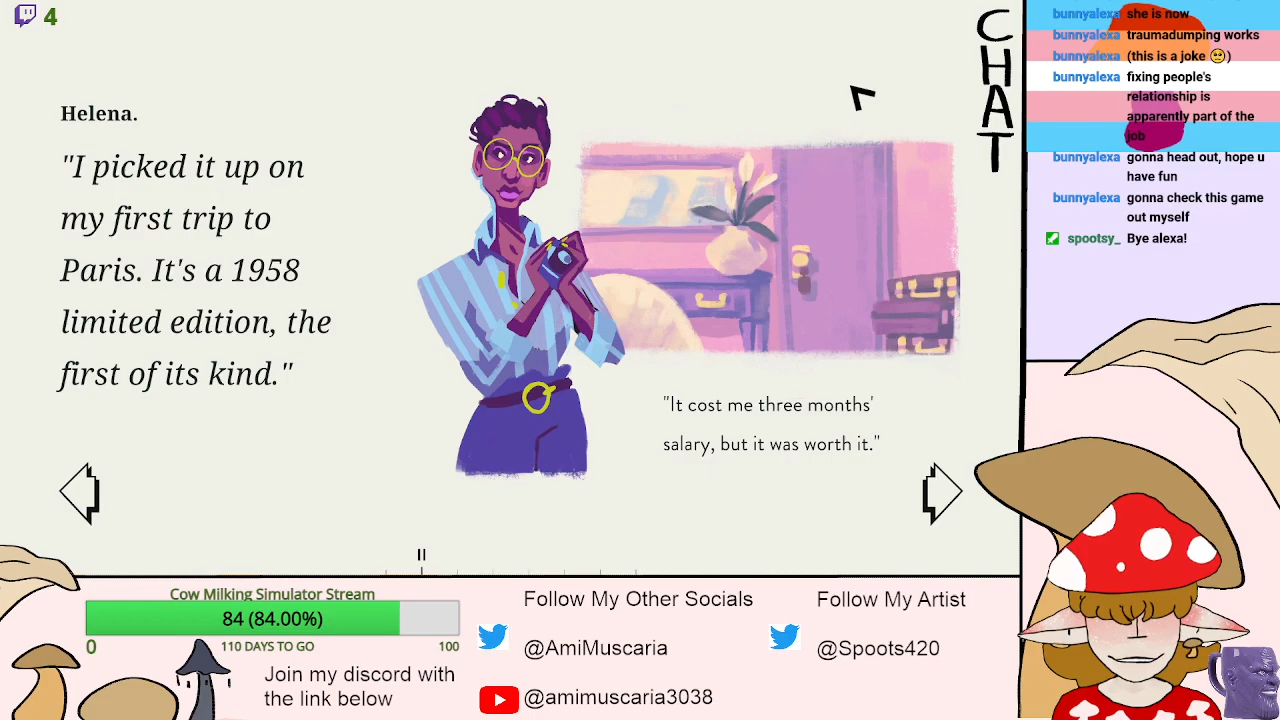 4
Helena.
"I picked it up on
my first trip to
Paris. It's a 1958
limited edition, the
first of its kind."
"It cost me three months'
salary, but it was worth it."
CHAT
bunnyalexa she is now
bunnyalexa traumadumping works
bunnyalexa (this is a joke 🥺)
bunnyalexa fixing people's
relationship is
apparently part of the
job
bunnyalexa gonna head out, hope u
have fun
bunnyalexa gonna check this game
out myself
spootsy_ Bye alexa!
Cow Milking Simulator Stream
84 (84.00%)
0 110 DAYS TO GO 100
Join my discord with
the link below
Follow My Other Socials
@AmiMuscaria
@amimuscaria3038
Follow My Artist
@Spoots420